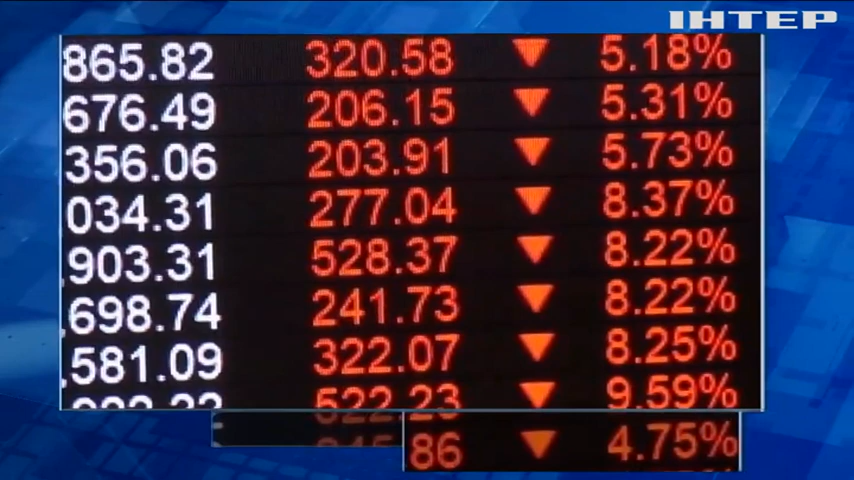 ІНТЕР
865.82 320.58 ▼ 5.18%
676.49 206.15 ▼ 5.31%
356.06 203.91 ▼ 5.73%
034.31 277.04 ▼ 8.37%
,903.31 528.37 ▼ 8.22%
,698.74 241.73 ▼ 8.22%
,581.09 322.07 ▼ 8.25%
522.23 ▼ 9.59%
86 ▼ 4.75%